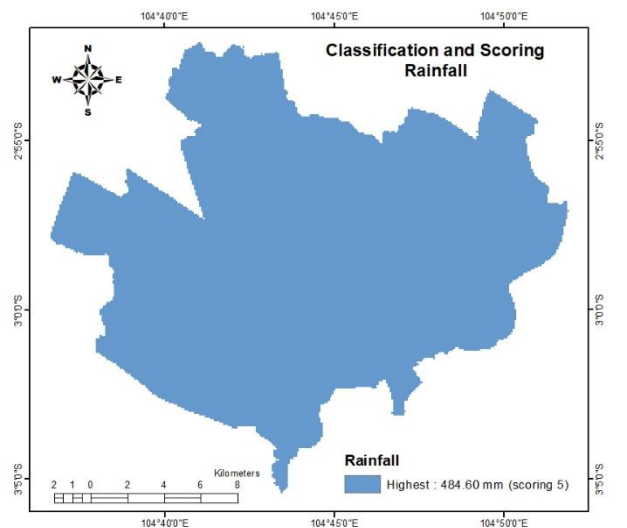 104°40'0"E 104°45'0"E 104°50'0"E
Classification and Scoring
Rainfall
N
W E
S
2°55'0"S 2°55'0"S
3°0'0"S 3°0'0"S
3°5'0"S 3°5'0"S
Rainfall
Highest : 484.60 mm (scoring 5)
Kilometers
2 1 0 2 4 6 8
104°40'0"E 104°45'0"E 104°50'0"E